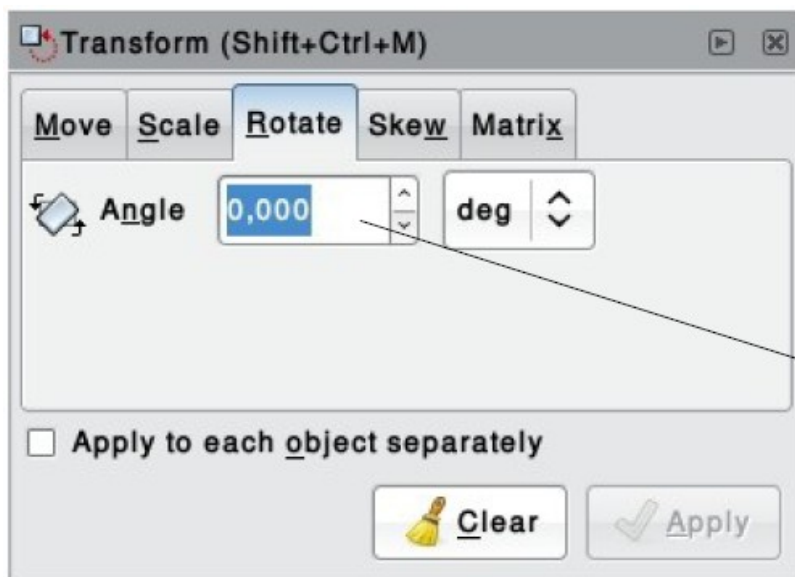 Transform (Shift+Ctrl+M)
Move Scale Rotate Skew Matrix
Angle 0,000 deg
Apply to each object separately
Clear Apply